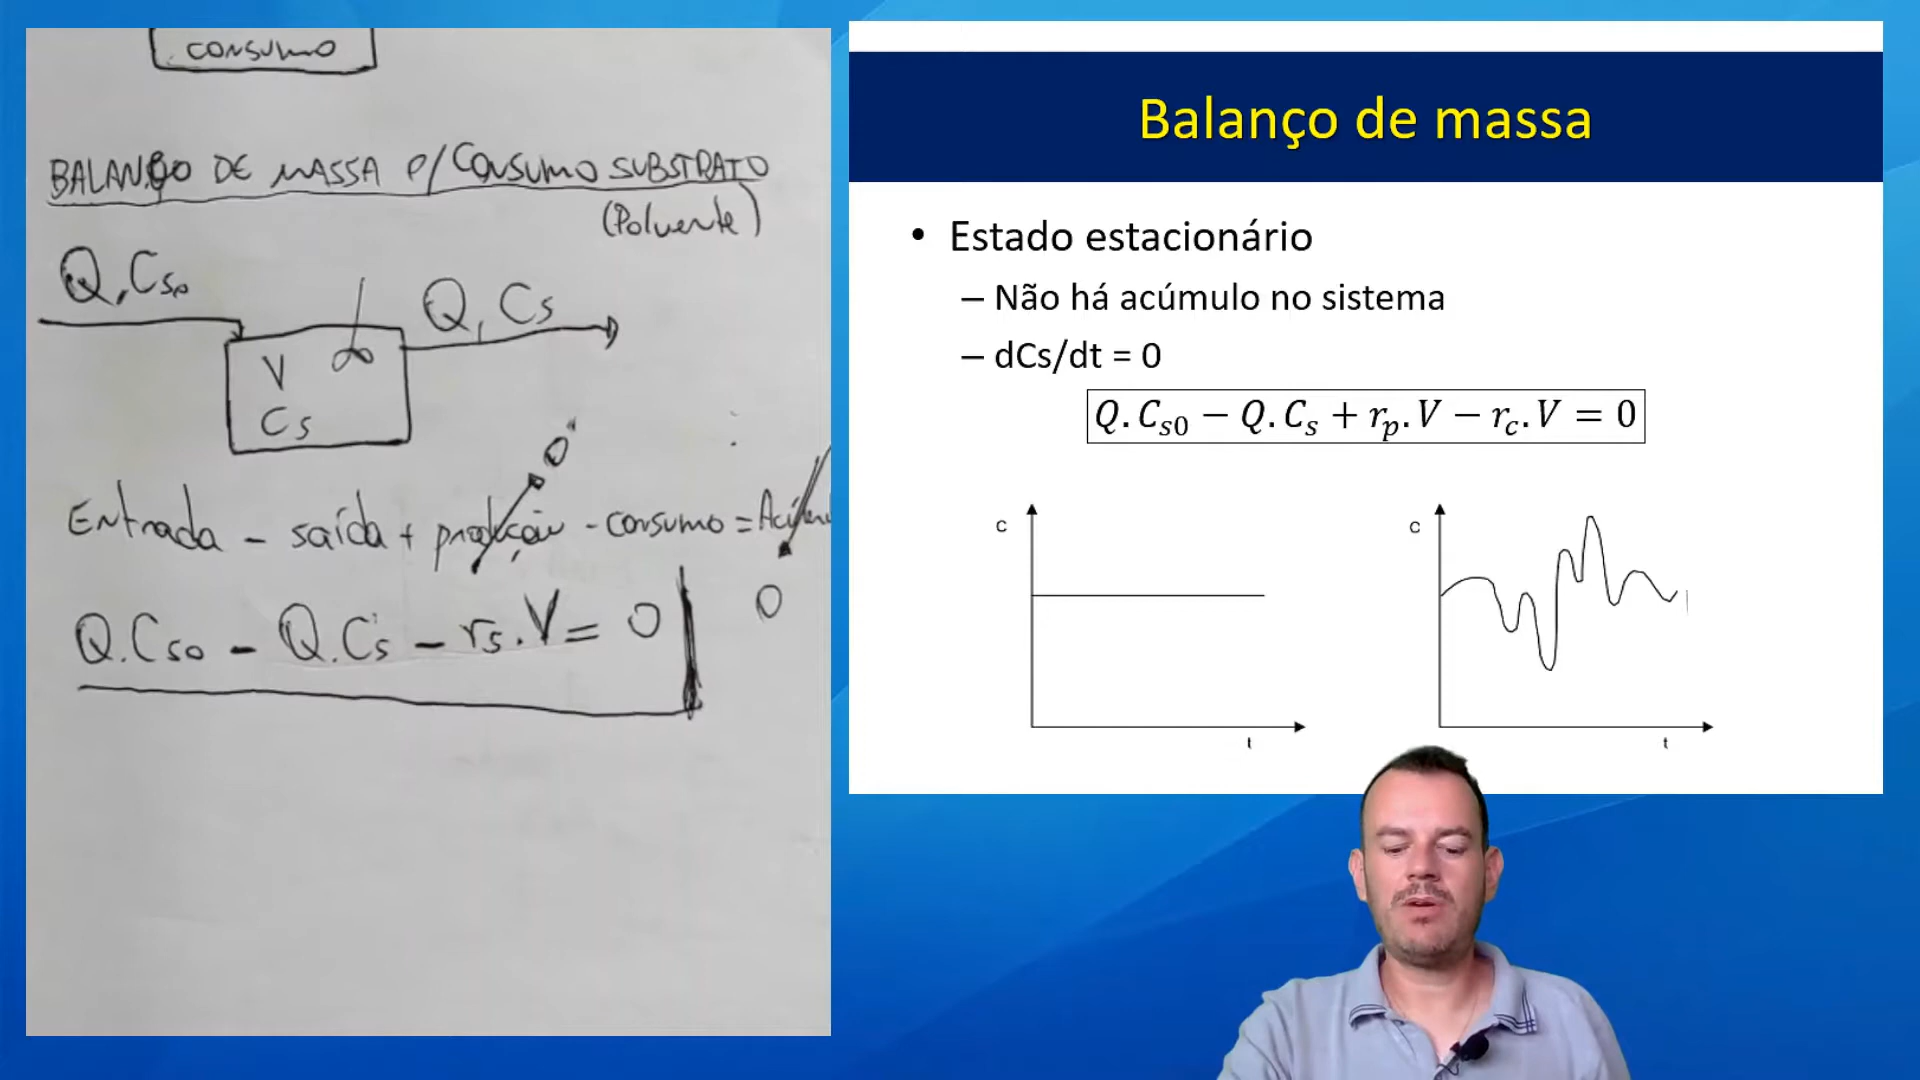 CONSUMO
BALANÇO DE MASSA P/ CONSUMO SUBSTRATO
(Poluente)
Q, Cs₀
Q, Cs
V
Cs
0
Entrada - saída + produção - consumo =
0
Q.Cs0 - Q.Cs - rs.V = 0
Balanço de massa
• Estado estacionário
– Não há acúmulo no sistema
– dCs/dt = 0
Q.Cs0 − Q.Cs + rp.V − rc.V = 0
C
t
C
t